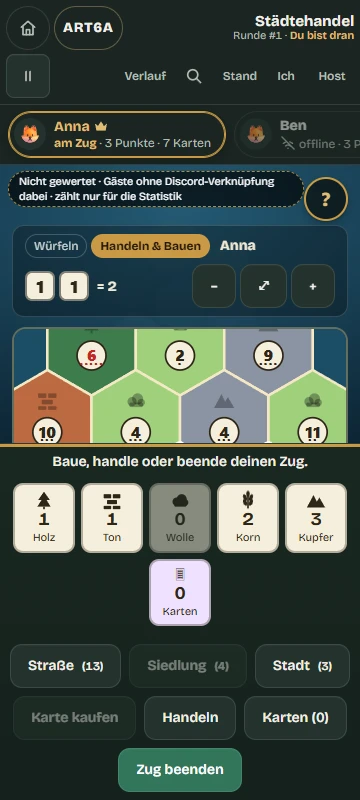 ART6A
Städtehandel
Runde #1 · Du bist dran
Verlauf
Stand
Ich
Host
Anna
am Zug · 3 Punkte · 7 Karten
Ben
offline · 3 P
Nicht gewertet · Gäste ohne Discord-Verknüpfung
dabei · zählt nur für die Statistik
?
Würfeln
Handeln & Bauen
Anna
1 1 = 2
−
+
6
2
9
10
4
4
11
Baue, handle oder beende deinen Zug.
1
Holz
1
Ton
0
Wolle
2
Korn
3
Kupfer
0
Karten
Straße (13)
Siedlung (4)
Stadt (3)
Karte kaufen
Handeln
Karten (0)
Zug beenden